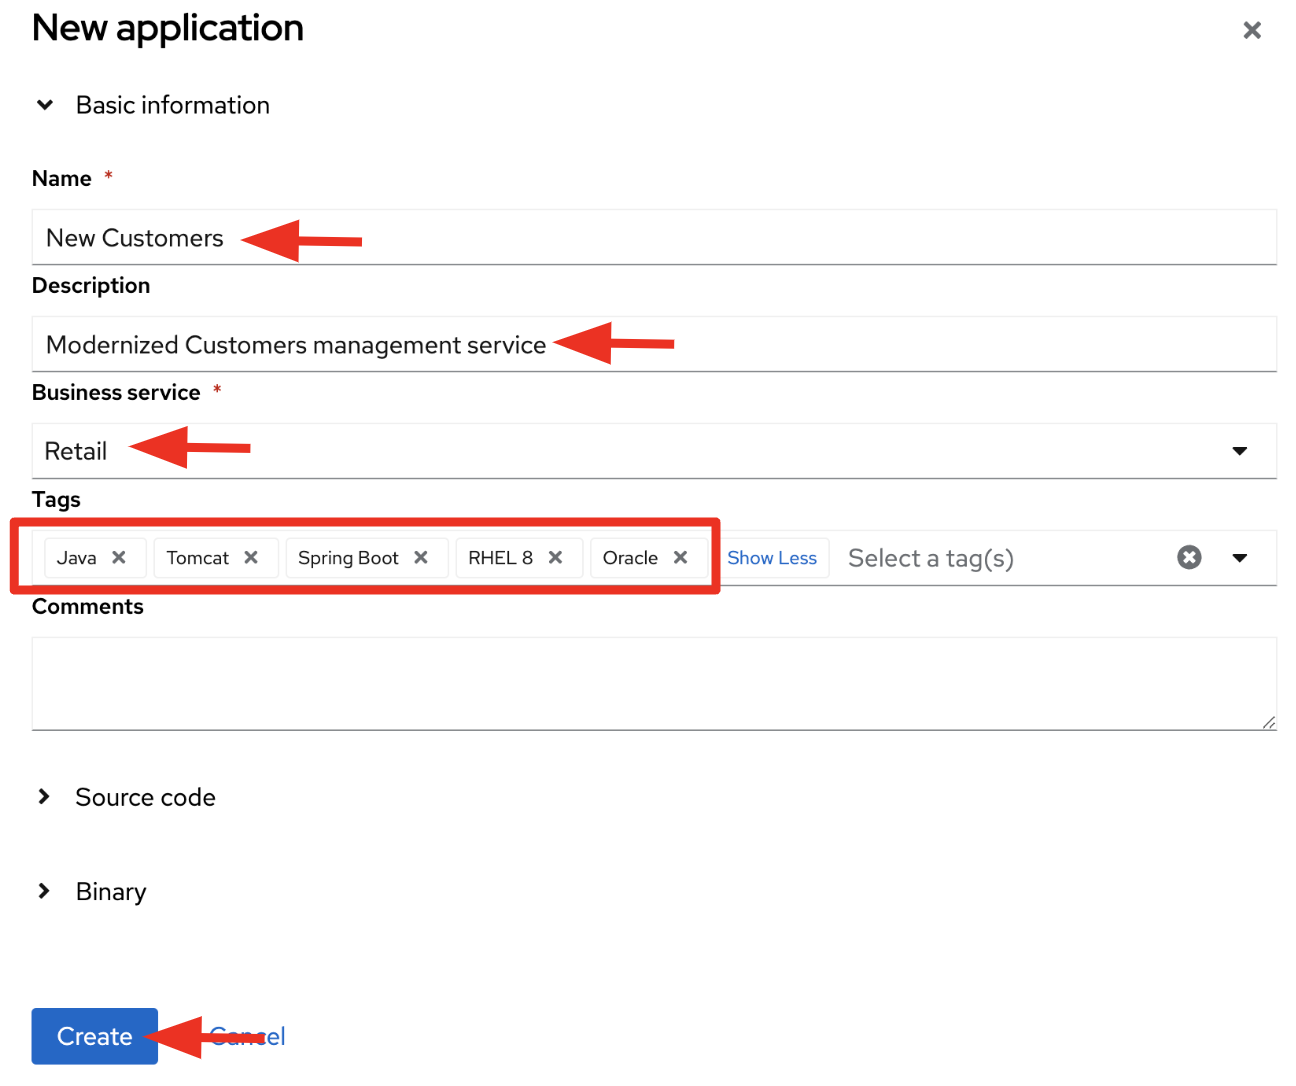 New application
Basic information
Name *
New Customers
Description
Modernized Customers management service
Business service *
Retail
Tags
Java Tomcat Spring Boot RHEL 8 Oracle Show Less Select a tag(s)
Comments
Source code
Binary
Create Cancel